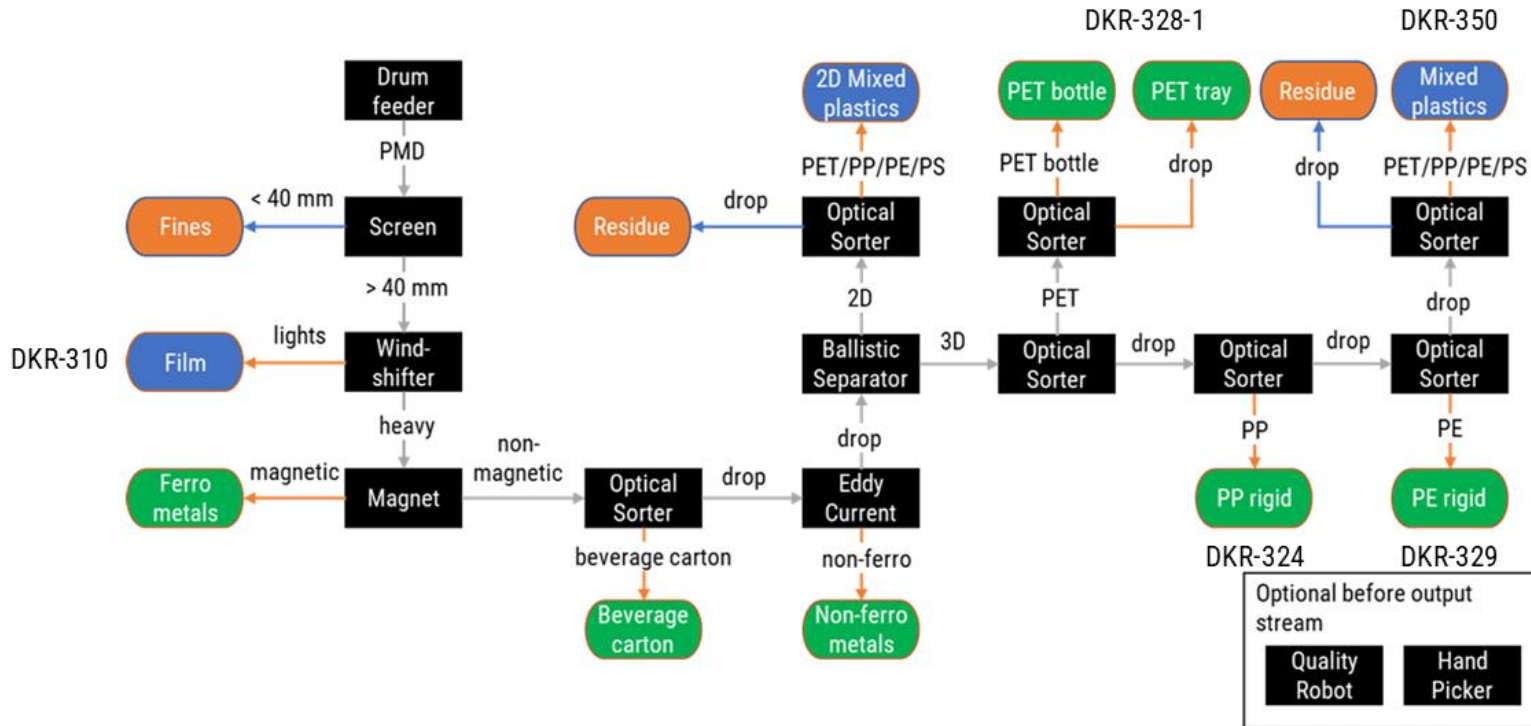 DKR-328-1
DKR-350
Drum
feeder
2D Mixed
plastics
PET bottle
PET tray
Residue
Mixed
plastics
PMD
PET/PP/PE/PS
PET bottle
drop
drop
PET/PP/PE/PS
< 40 mm
drop
Fines
Screen
Residue
Optical
Sorter
Optical
Sorter
Optical
Sorter
> 40 mm
2D
PET
drop
DKR-310
lights
Film
Wind-
shifter
Ballistic
Separator
3D
Optical
Sorter
drop
Optical
Sorter
drop
Optical
Sorter
heavy
drop
PP
PE
Ferro
metals
magnetic
Magnet
non-
magnetic
Optical
Sorter
drop
Eddy
Current
PP rigid
PE rigid
beverage carton
non-ferro
DKR-324
DKR-329
Beverage
carton
Non-ferro
metals
Optional before output
stream
Quality
Robot
Hand
Picker